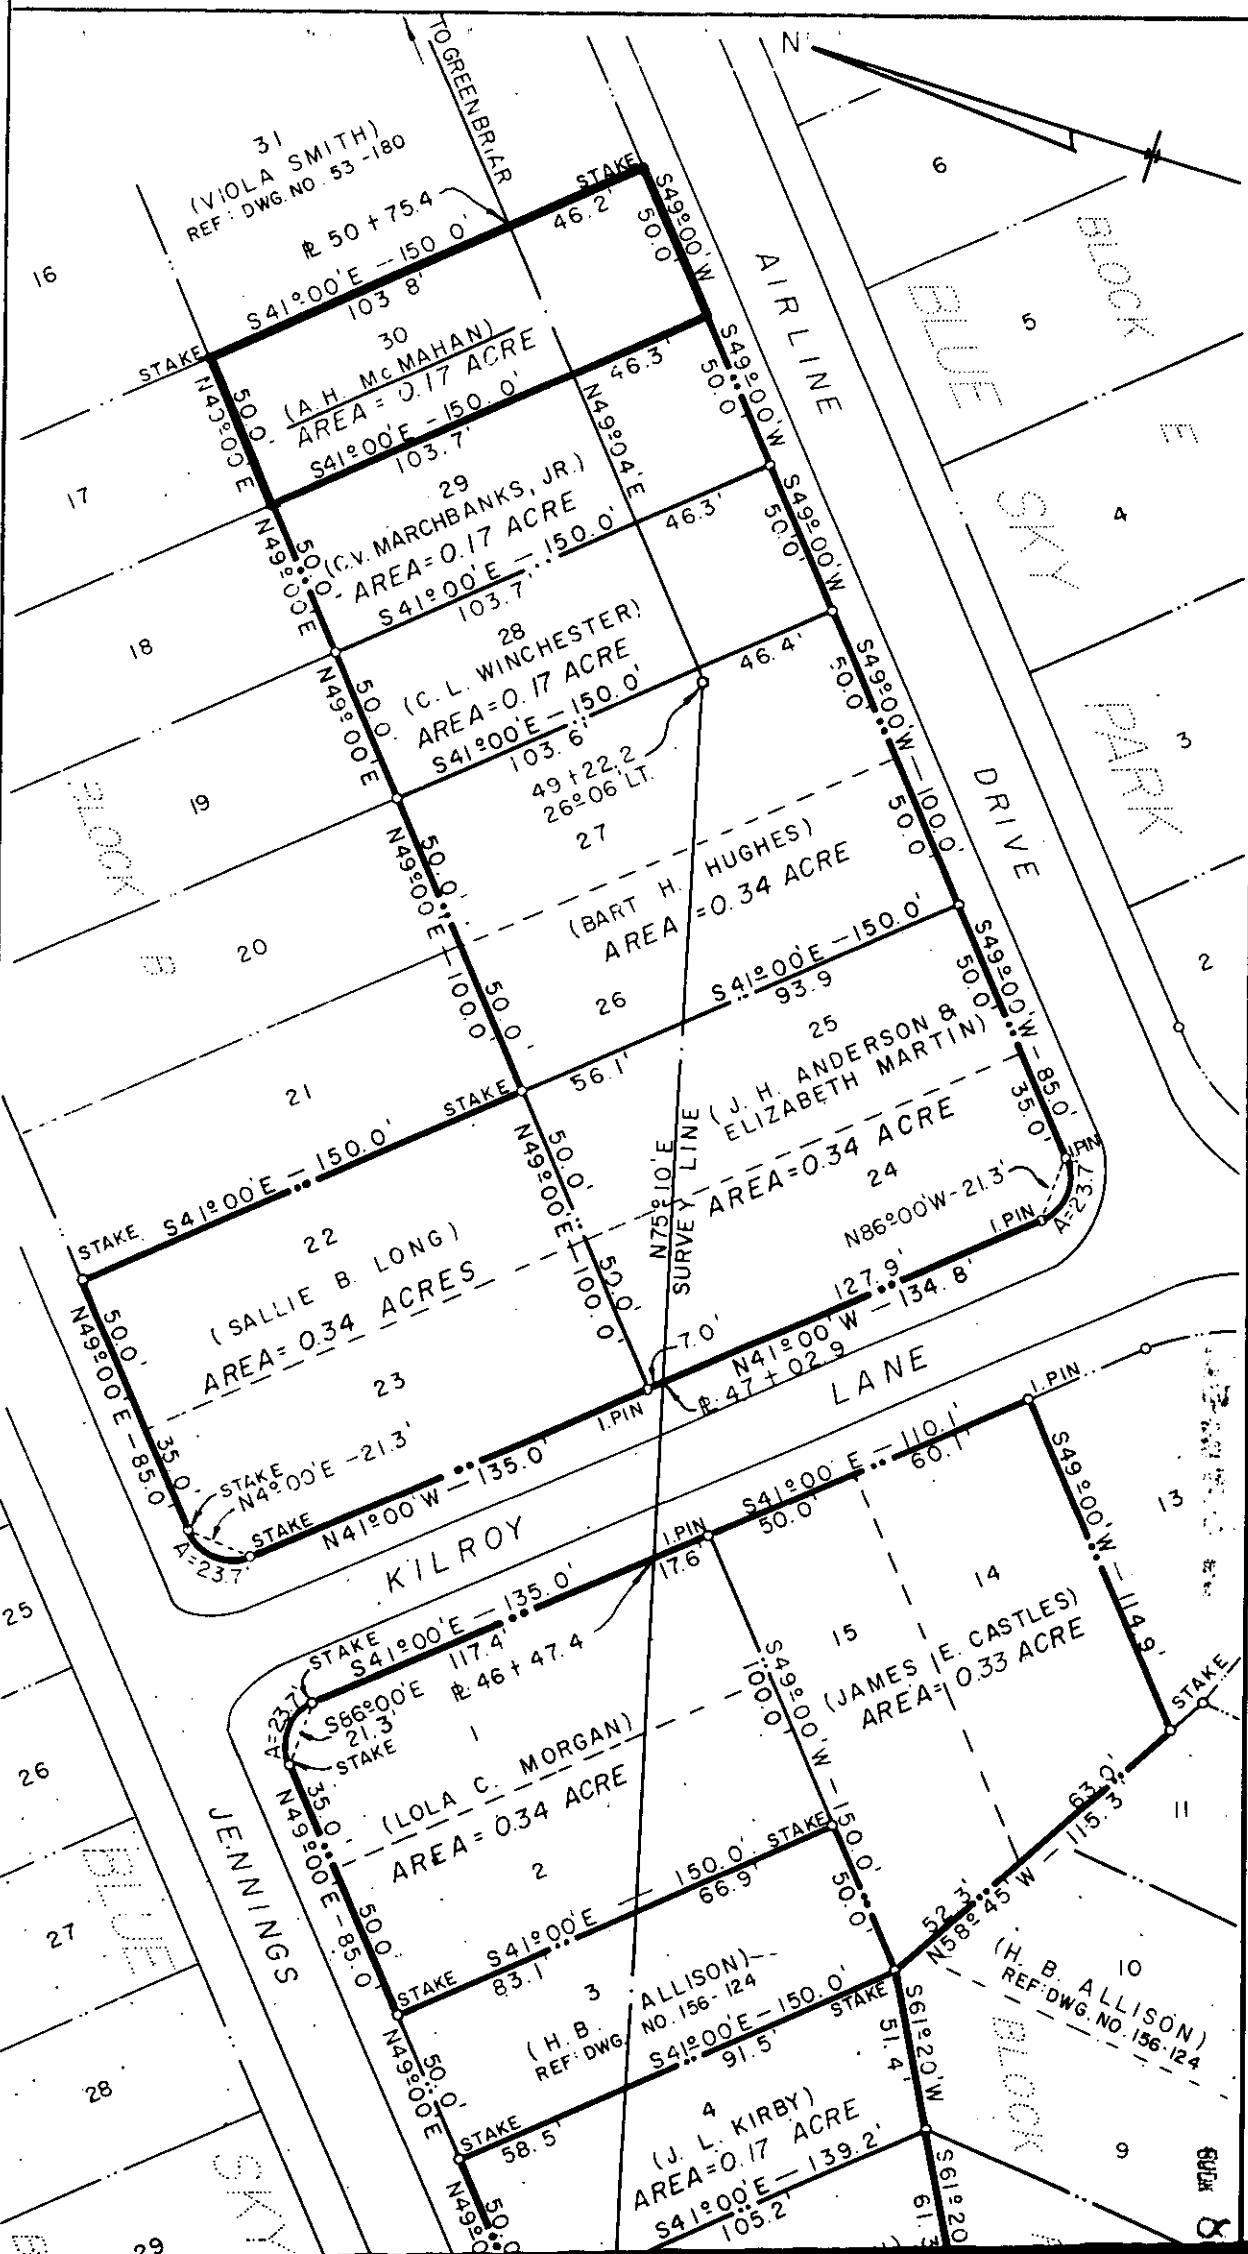 TO GREENBRIAR
N
31
(VIOLA SMITH)
REF: DWG. NO. 53-180
℄ 50 + 75.4
STAKE
46.2'
S41°00'E — 150.0'
103.8'
S49°00'W
50.0'
AIRLINE
DRIVE
6
5
4
3
2
BLOCK
E
BLUE
SKY
PARK
16
17
18
19
20
21
BLOCK
B
STAKE
50.0'
N49°00'E
30
(A. H. McMAHAN)
AREA = 0.17 ACRE
S41°00'E — 150.0'
103.7'
46.3'
N49°04'E
S49°00'W
50.0'
29
(C.V. MARCHBANKS, JR.)
AREA = 0.17 ACRE
S41°00'E — 150.0'
103.7'
46.3'
50.0'
N49°00'E
S49°00'W
50.0'
28
(C. L. WINCHESTER)
AREA = 0.17 ACRE
S41°00'E — 150.0'
103.6'
46.4'
50.0'
N49°00'E
49 + 22.2
26°06' LT.
27
(BART H. HUGHES)
AREA = 0.34 ACRE
S49°00'W — 100.0'
50.0'
50.0'
50.0'
N49°00'E — 100.0'
50.0'
26
S41°00'E — 150.0'
93.9
56.1'
25
(J. H. ANDERSON &
ELIZABETH MARTIN)
AREA = 0.34 ACRE
24
S49°00'W — 85.0'
50.0'
35.0'
I.PIN
A=23.7'
N86°00'W - 21.3'
I.PIN
N75°10'E
SURVEY LINE
STAKE
S41°00'E — 150.0'
STAKE
22
(SALLIE B. LONG)
AREA = 0.34 ACRES
23
50.0'
N49°00'E — 100.0'
50.0'
50.0'
N49°00'E — 85.0'
35.0'
STAKE
N4°00'E - 21.3'
STAKE
A=23.7'
N41°00'W — 135.0'
I.PIN
7.0'
127.9'
N41°00'W — 134.8'
℄ 47 + 02.9
KILROY
LANE
I.PIN
S41°00'E — 110.1'
60.1'
50.0'
I.PIN
17.6'
S41°00'E — 135.0'
117.4'
℄ 46 + 47.4
STAKE
S86°00'E
21.3'
A=23.7'
STAKE
1
(LOLA C. MORGAN)
AREA = 0.34 ACRE
2
35.0'
N49°00'E — 85.0'
50.0'
S49°00'W — 150.0'
100.0'
50.0'
13
14
15
(JAMES E. CASTLES)
AREA = 0.33 ACRE
S49°00'W — 114.9'
STAKE
63.0'
N58°45'W — 115.3'
52.3'
11
STAKE
S41°00'E — 150.0'
66.9'
83.1'
STAKE
3
(H. B. ALLISON)
REF: DWG. NO. 156-124
50.0'
N49°00'E
S41°00'E — 150.0'
91.5'
58.5'
STAKE
STAKE
(H. B. ALLISON)
REF: DWG. NO. 156-124
10
9
BLOCK
S61°20'W
51.4'
4
(J. L. KIRBY)
AREA = 0.17 ACRE
S41°00'E — 139.2'
105.2'
S61°20
61.3
JENNINGS
25
26
27
28
29
BLUE
SKY
8